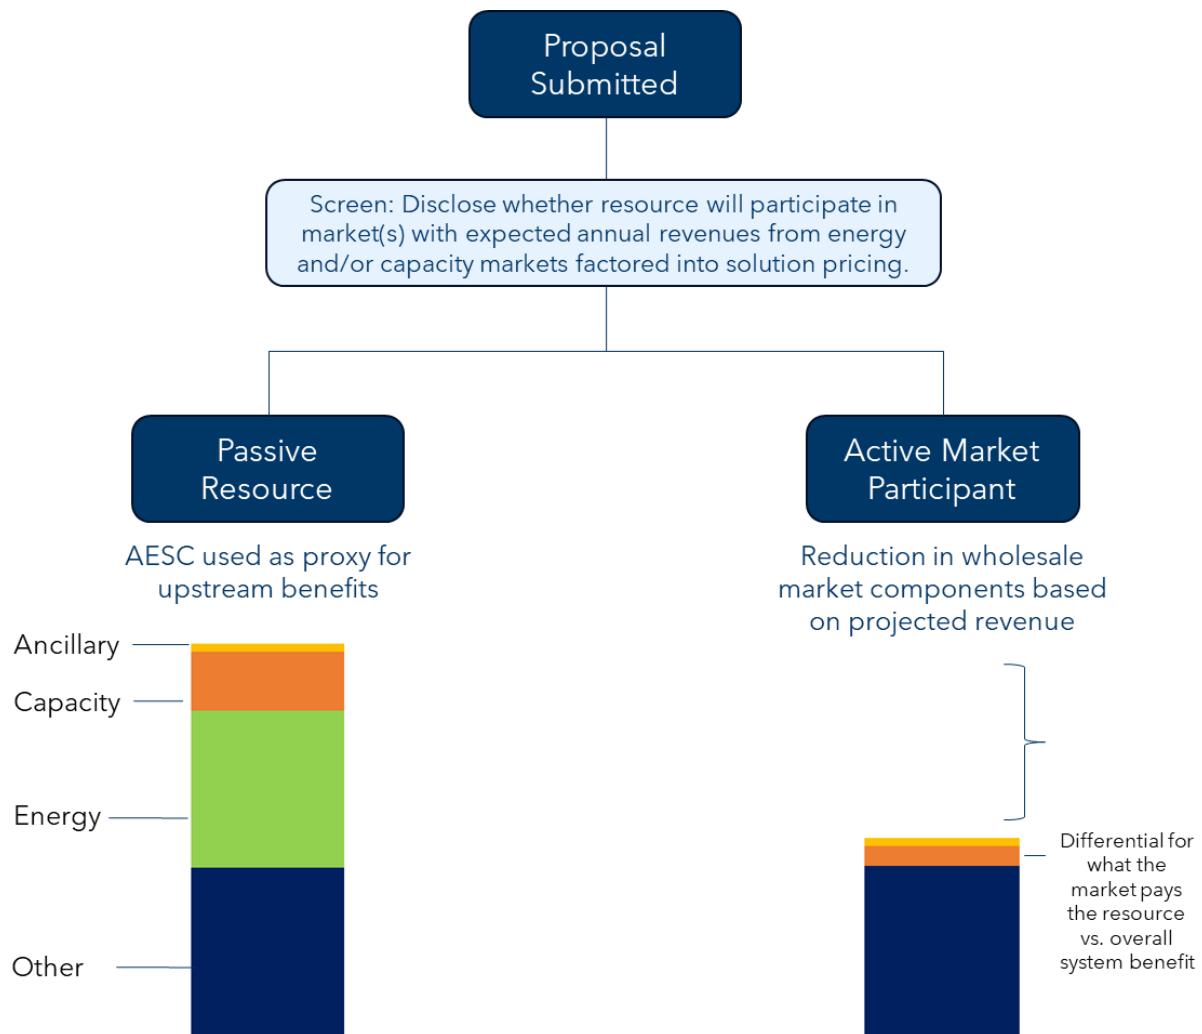 Proposal
Submitted
Screen: Disclose whether resource will participate in
market(s) with expected annual revenues from energy
and/or capacity markets factored into solution pricing.
Passive
Resource
Active Market
Participant
AESC used as proxy for
upstream benefits
Reduction in wholesale
market components based
on projected revenue
Ancillary
Capacity
Energy
Other
Differential for
what the
market pays
the resource
vs. overall
system benefit